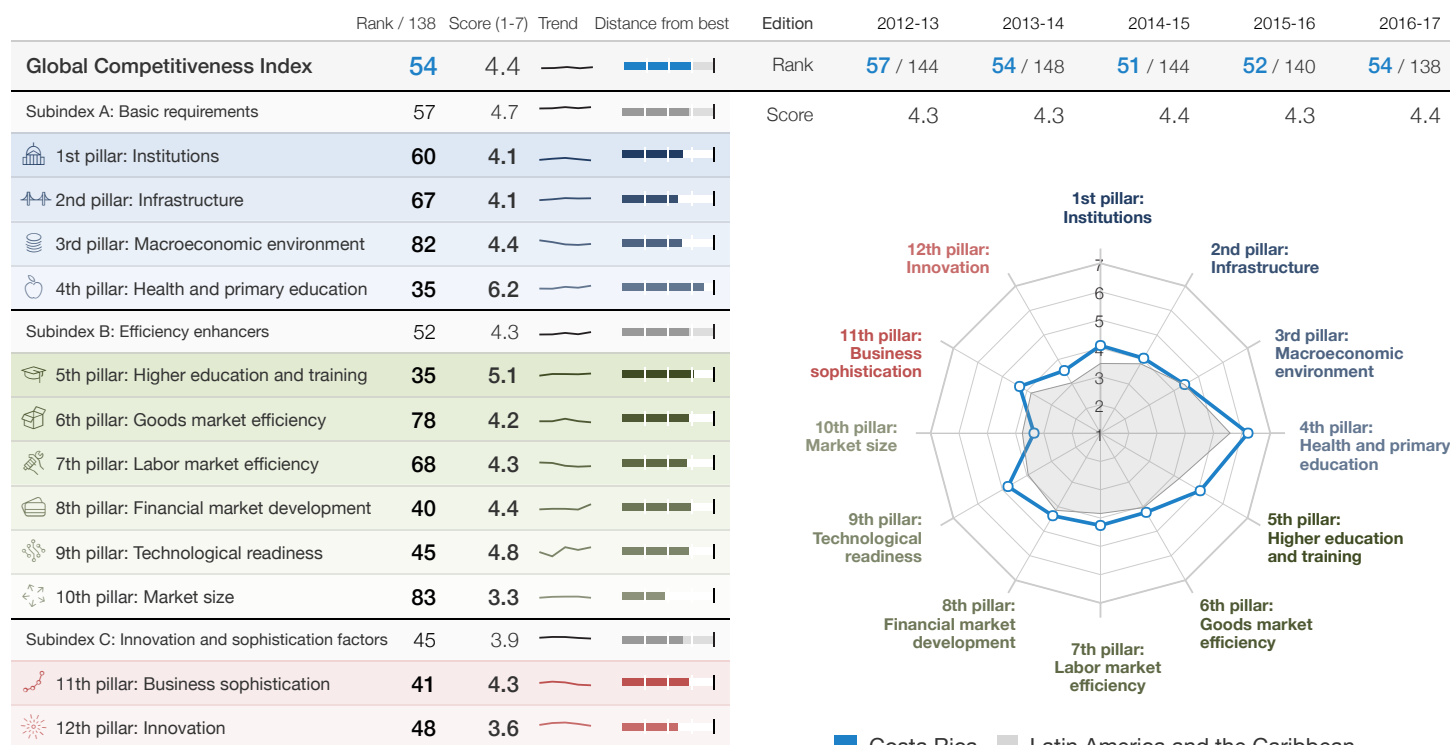 Rank / 138 Score (1-7) Trend Distance from best
Global Competitiveness Index 54 4.4
Subindex A: Basic requirements 57 4.7
1st pillar: Institutions 60 4.1
2nd pillar: Infrastructure 67 4.1
3rd pillar: Macroeconomic environment 82 4.4
4th pillar: Health and primary education 35 6.2
Subindex B: Efficiency enhancers 52 4.3
5th pillar: Higher education and training 35 5.1
6th pillar: Goods market efficiency 78 4.2
7th pillar: Labor market efficiency 68 4.3
8th pillar: Financial market development 40 4.4
9th pillar: Technological readiness 45 4.8
10th pillar: Market size 83 3.3
Subindex C: Innovation and sophistication factors 45 3.9
11th pillar: Business sophistication 41 4.3
12th pillar: Innovation 48 3.6
Edition 2012-13 2013-14 2014-15 2015-16 2016-17
Rank 57 / 144 54 / 148 51 / 144 52 / 140 54 / 138
Score 4.3 4.3 4.4 4.3 4.4
1st pillar:
Institutions
2nd pillar:
Infrastructure
3rd pillar:
Macroeconomic
environment
4th pillar:
Health and primary
education
5th pillar:
Higher education
and training
6th pillar:
Goods market
efficiency
7th pillar:
Labor market
efficiency
8th pillar:
Financial market
development
9th pillar:
Technological
readiness
10th pillar:
Market size
11th pillar:
Business
sophistication
12th pillar:
Innovation
7
6
5
4
3
2
1
Costa Rica Latin America and the Caribbean